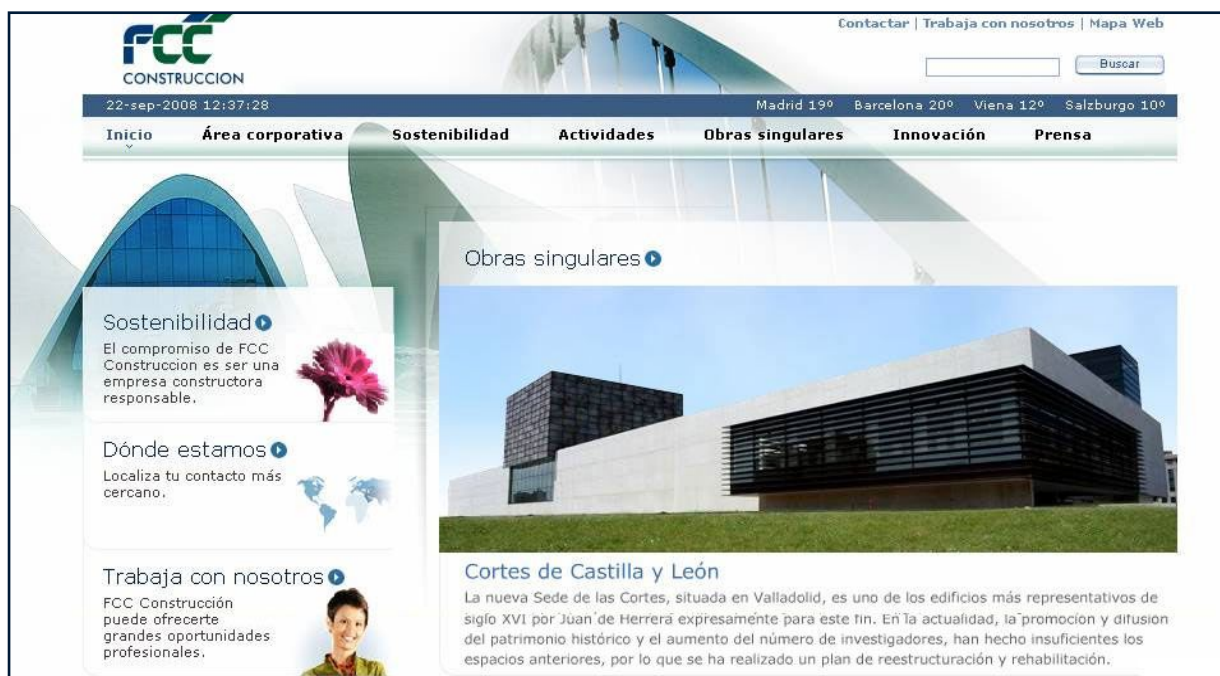 FCC
CONSTRUCCION
Contactar | Trabaja con nosotros | Mapa Web
Buscar
22-sep-2008 12:37:28
Madrid 19º Barcelona 20º Viena 12º Salzburgo 10º
Inicio Área corporativa Sostenibilidad Actividades Obras singulares Innovación Prensa
Obras singulares
Sostenibilidad
El compromiso de FCC
Construccion es ser una
empresa constructora
responsable.
Dónde estamos
Localiza tu contacto más
cercano.
Trabaja con nosotros
FCC Construcción
puede ofrecerte
grandes oportunidades
profesionales.
Cortes de Castilla y León
La nueva Sede de las Cortes, situada en Valladolid, es uno de los edificios más representativos de
siglo XVI por Juan de Herrera expresamente para este fin. En la actualidad, la promoción y difusión
del patrimonio histórico y el aumento del número de investigadores, han hecho insuficientes los
espacios anteriores, por lo que se ha realizado un plan de reestructuración y rehabilitación.